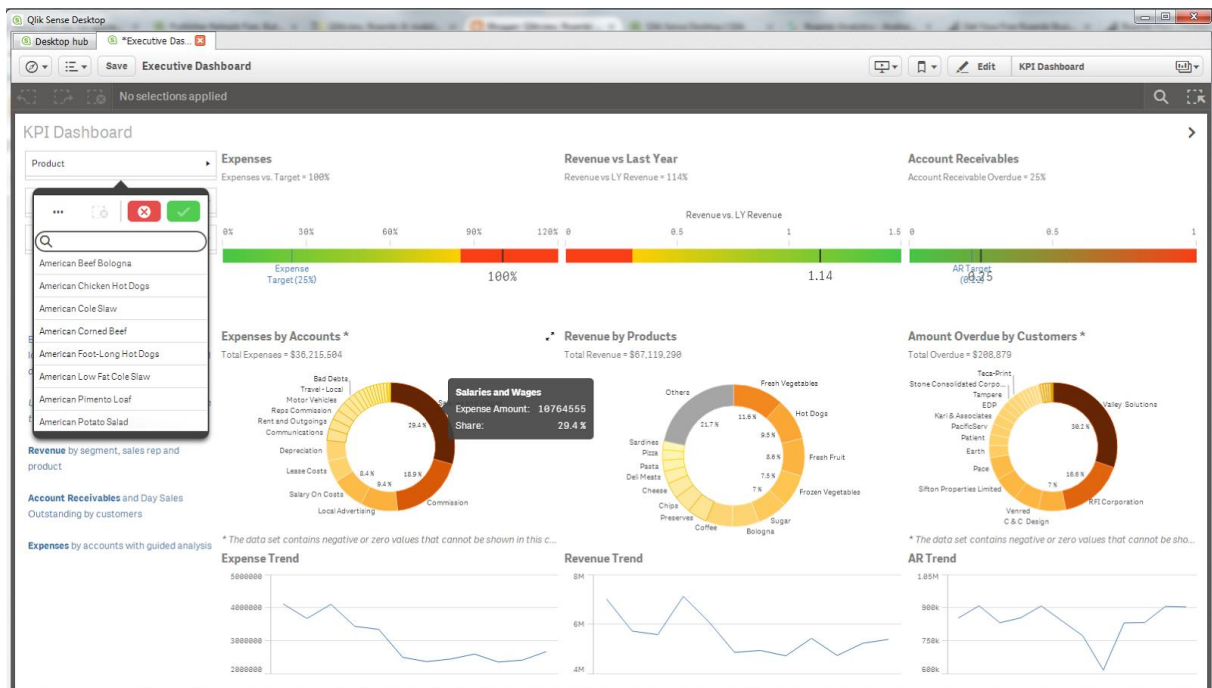 Qlik Sense Desktop
Desktop hub
*Executive Das...
Save
Executive Dashboard
Edit
KPI Dashboard
No selections applied
KPI Dashboard
Product
American Beef Bologna
American Chicken Hot Dogs
American Cole Slaw
American Corned Beef
American Foot-Long Hot Dogs
American Low Fat Cole Slaw
American Pimento Loaf
American Potato Salad
Revenue by segment, sales rep and
product
Account Receivables and Day Sales
Outstanding by customers
Expenses by accounts with guided analysis
Expenses
Expenses vs. Target = 100%
0% 30% 60% 90% 120%
Expense
Target (25%)
100%
Revenue vs Last Year
Revenue vs LY Revenue = 114%
Revenue vs. LY Revenue
0 0.5 1 1.5
1.14
Account Receivables
Account Receivable Overdue = 25%
0 0.5 1
AR Target
0.25
Expenses by Accounts *
Total Expenses = $36,215,504
Bad Debts
Travel - Local
Motor Vehicles
Reps Commission
Rent and Outgoings
Communications
Depreciation
Lease Costs
Salary On Costs
Local Advertising
Commission
29.4%
18.9%
9.4%
8.4%
Salaries and Wages
Expense Amount: 10764555
Share: 29.4%
* The data set contains negative or zero values that cannot be shown in this c...
Revenue by Products
Total Revenue = $67,119,290
Others
Fresh Vegetables
Hot Dogs
Fresh Fruit
Frozen Vegetables
Sugar
Bologna
Coffee
Preserves
Chips
Cheese
Deli Meats
Pasta
Pizza
Sardines
21.7%
11.6%
9.5%
8.8%
7.5%
7%
Amount Overdue by Customers *
Total Overdue = $208,879
Teca-Print
Stone Consolidated Corpo...
Tampere
EDP
Kari & Associates
PacificServ
Patient
Earth
Pace
Sifton Properties Limited
Venred
C & C Design
RFI Corporation
Valley Solutions
30.2%
16.6%
7%
* The data set contains negative or zero values that cannot be sho...
Expense Trend
5000000
4000000
3000000
2000000
Revenue Trend
8M
6M
4M
AR Trend
1.05M
900k
750k
600k